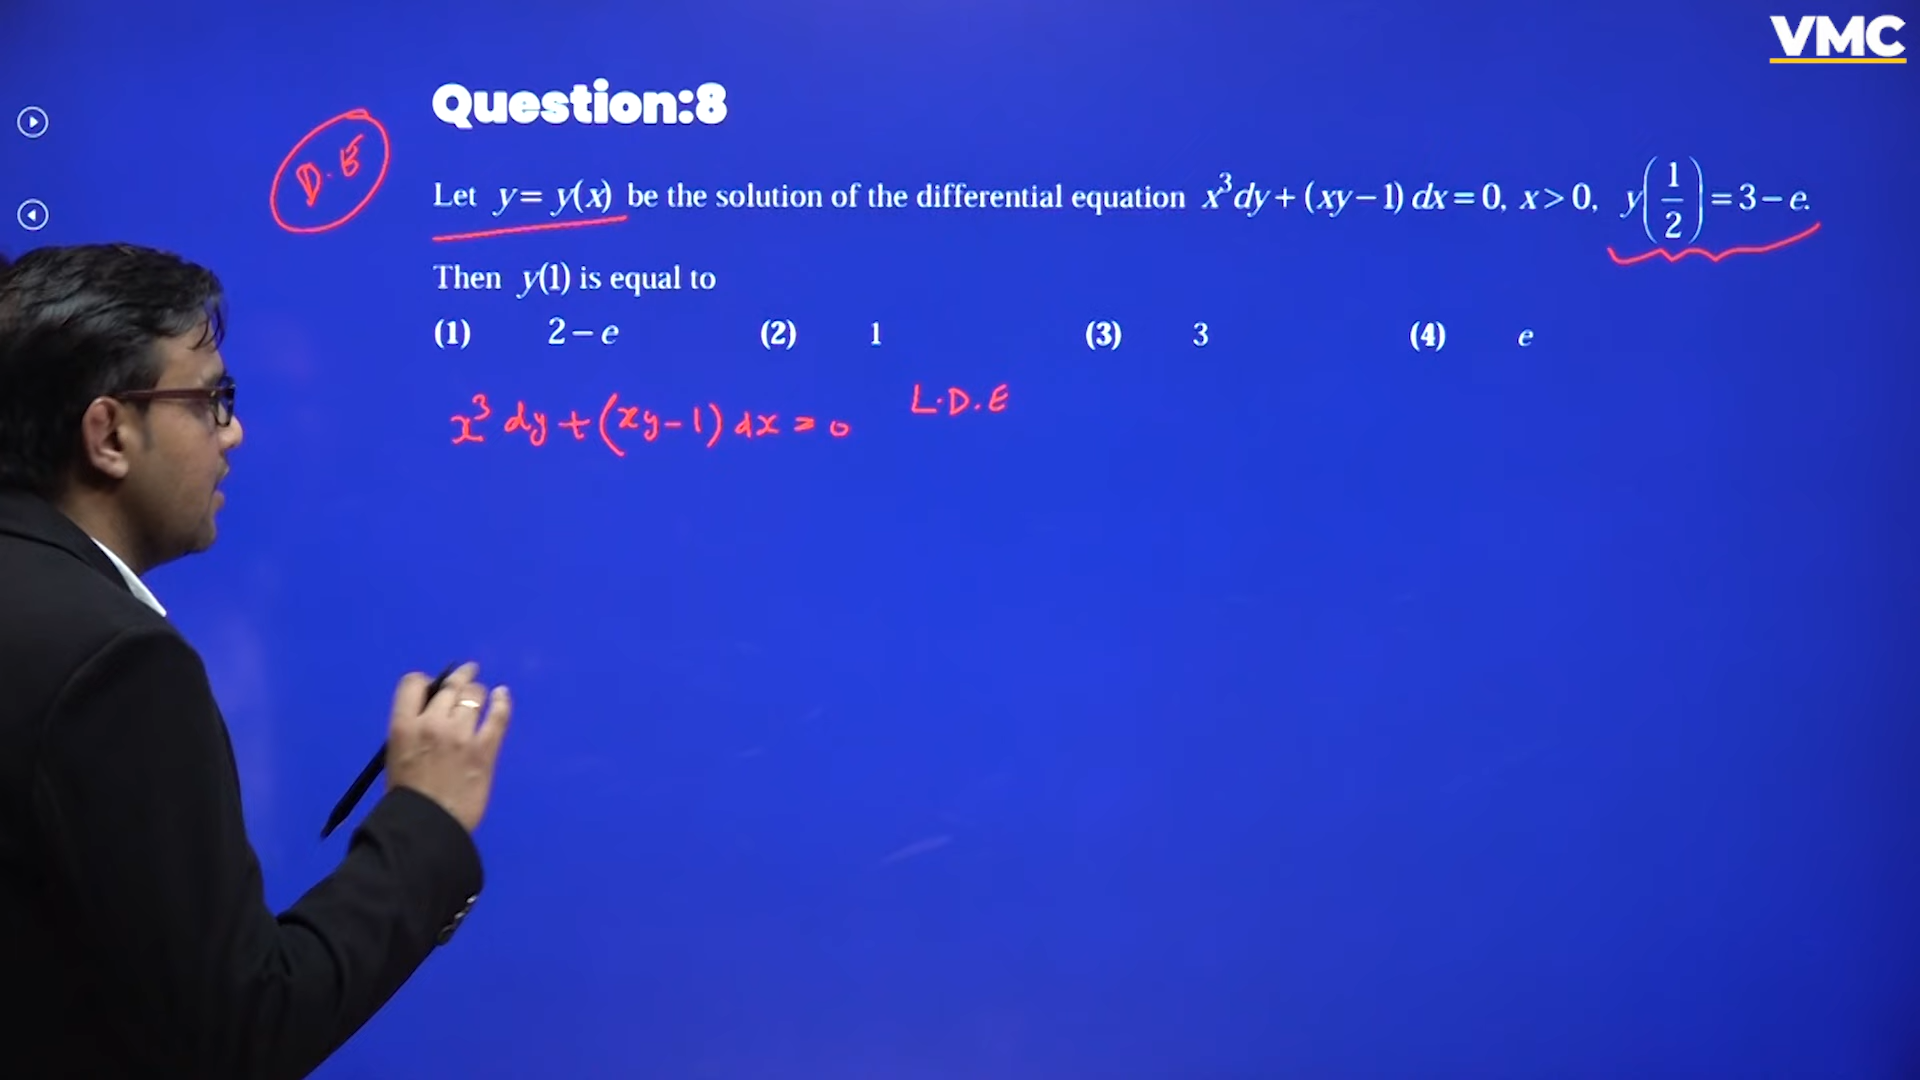 VMC
Question:8
D.E
Let y = y(x) be the solution of the differential equation x³dy + (xy – 1) dx = 0, x > 0, y(1/2) = 3 – e.
Then y(1) is equal to
(1) 2 – e (2) 1 (3) 3 (4) e
x³ dy + (xy – 1) dx = 0 L.D.E